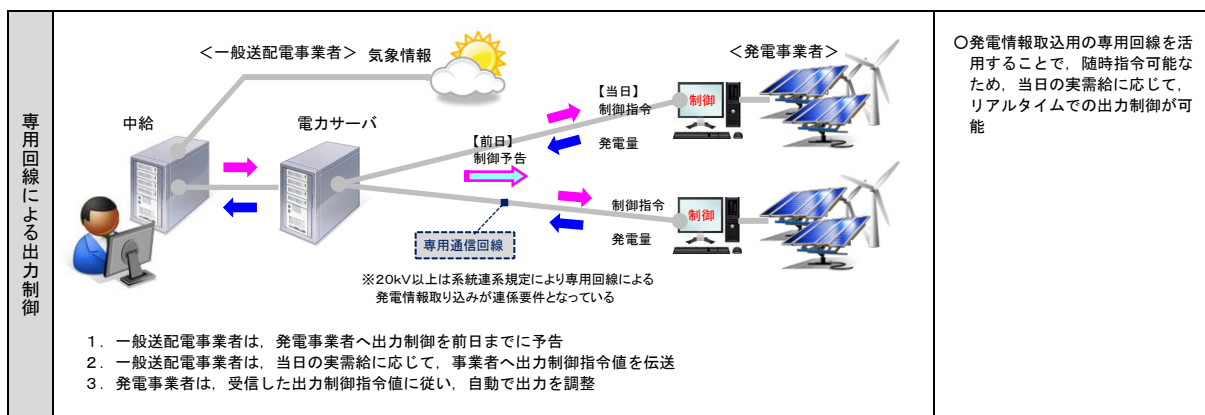 専用回線による出力制御
＜一般送配電事業者＞
気象情報
＜発電事業者＞
中給
電力サーバ
【前日】
制御予告
【当日】
制御指令
発電量
制御
制御指令
発電量
制御
専用通信回線
※20kV以上は系統連系規定により専用回線による
発電情報取り込みが連係要件となっている
１．一般送配電事業者は，発電事業者へ出力制御を前日までに予告
２．一般送配電事業者は，当日の実需給に応じて，事業者へ出力制御指令値を伝送
３．発電事業者は，受信した出力制御指令値に従い，自動で出力を調整
〇発電情報取込用の専用回線を活
用することで，随時指令可能な
ため，当日の実需給に応じて，
リアルタイムでの出力制御が可
能